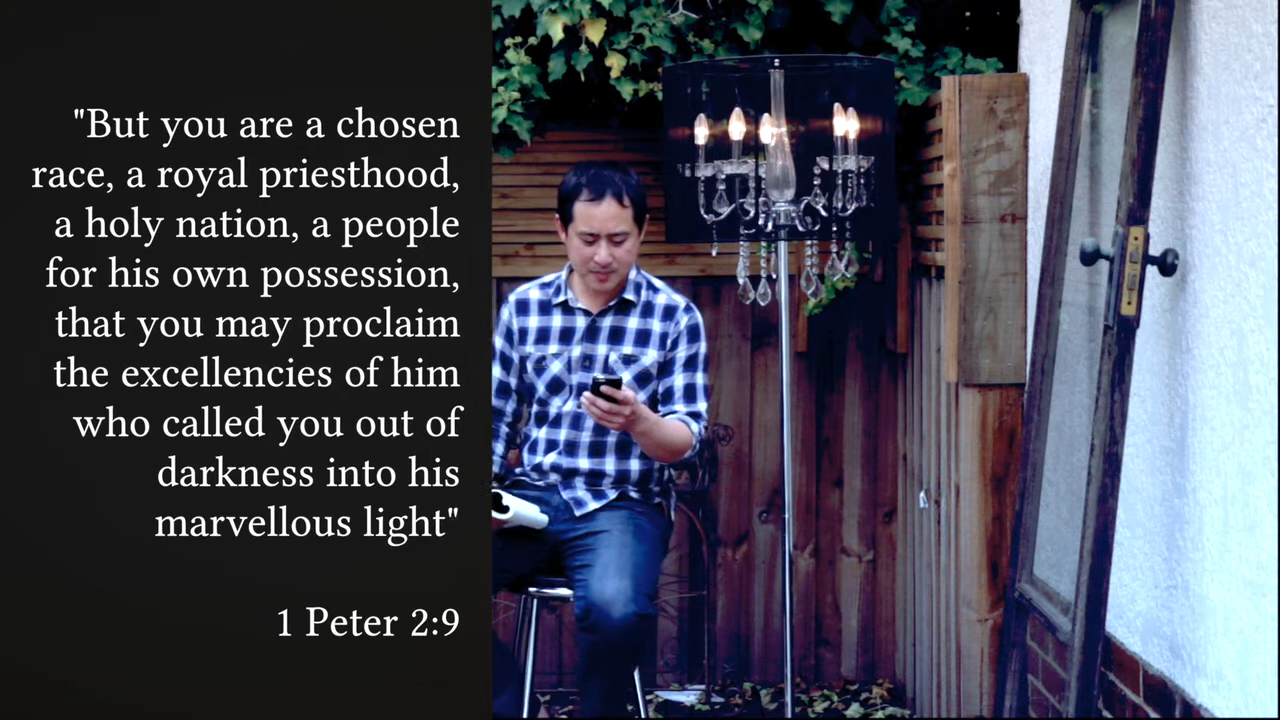 "But you are a chosen
race, a royal priesthood,
a holy nation, a people
for his own possession,
that you may proclaim
the excellencies of him
who called you out of
darkness into his
marvellous light"
1 Peter 2:9